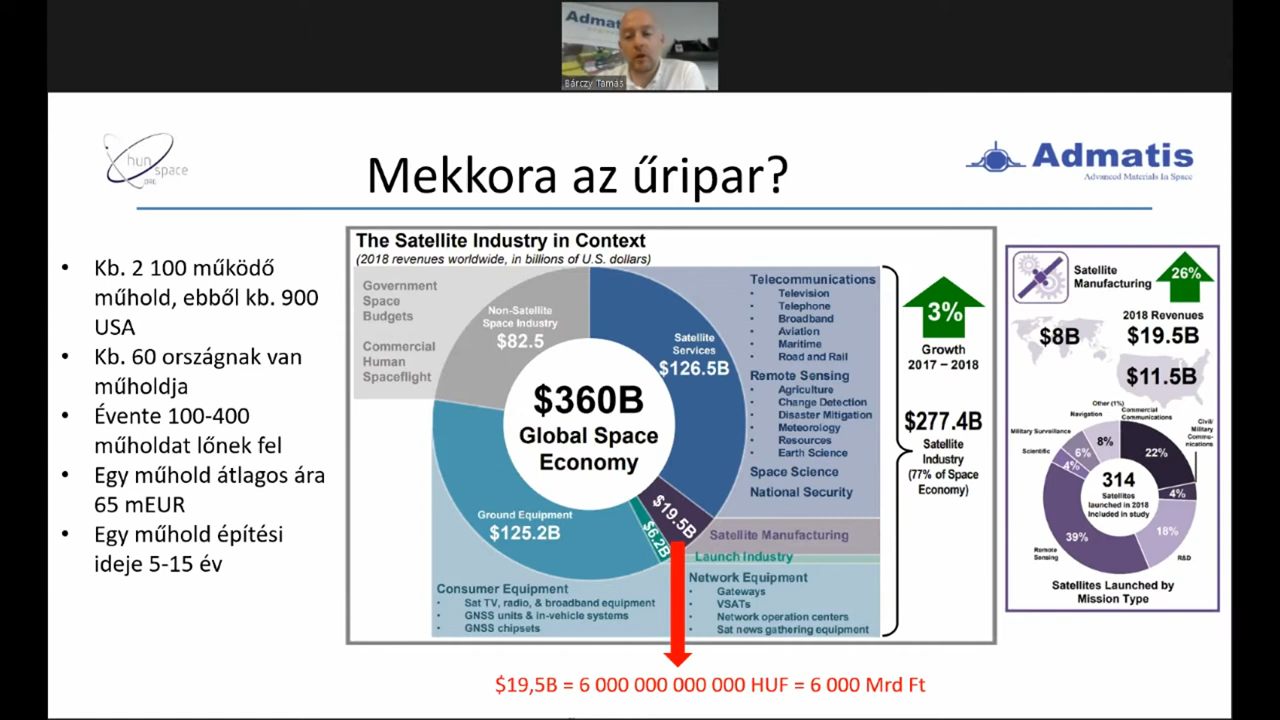 Admat
Bárczy Tamás
hun
space
.ORG
Mekkora az űripar?
Admatis
Advanced Materials In Space
• Kb. 2 100 működő
műhold, ebből kb. 900
USA
• Kb. 60 országnak van
műholdja
• Évente 100-400
műholdat lőnek fel
• Egy műhold átlagos ára
65 mEUR
• Egy műhold építési
ideje 5-15 év
The Satellite Industry in Context
(2018 revenues worldwide, in billions of U.S. dollars)
Government
Space
Budgets
Commercial
Human
Spaceflight
Non-Satellite
Space Industry
$82.5
Satellite
Services
$126.5B
$360B
Global Space
Economy
Ground Equipment
$125.2B
$6.2B
$19.5B
Telecommunications
• Television
• Telephone
• Broadband
• Aviation
• Maritime
• Road and Rail
Remote Sensing
• Agriculture
• Change Detection
• Disaster Mitigation
• Meteorology
• Resources
• Earth Science
Space Science
National Security
Satellite Manufacturing
Launch Industry
Consumer Equipment
• Sat TV, radio, & broadband equipment
• GNSS units & in-vehicle systems
• GNSS chipsets
Network Equipment
• Gateways
• VSATs
• Network operation centers
• Sat news gathering equipment
3%
Growth
2017 – 2018
$277.4B
Satellite
Industry
(77% of Space
Economy)
Satellite
Manufacturing
26%
2018 Revenues
$8B
$19.5B
$11.5B
Other (1%)
Commercial
Communications
Navigation
Military Surveillance
Scientific
Civil/
Military
Commu-
nications
8%
22%
6%
4%
4%
314
Satellites
launched in 2018
included in study
39%
18%
Remote
Sensing
R&D
Satellites Launched by
Mission Type
$19,5B = 6 000 000 000 000 HUF = 6 000 Mrd Ft